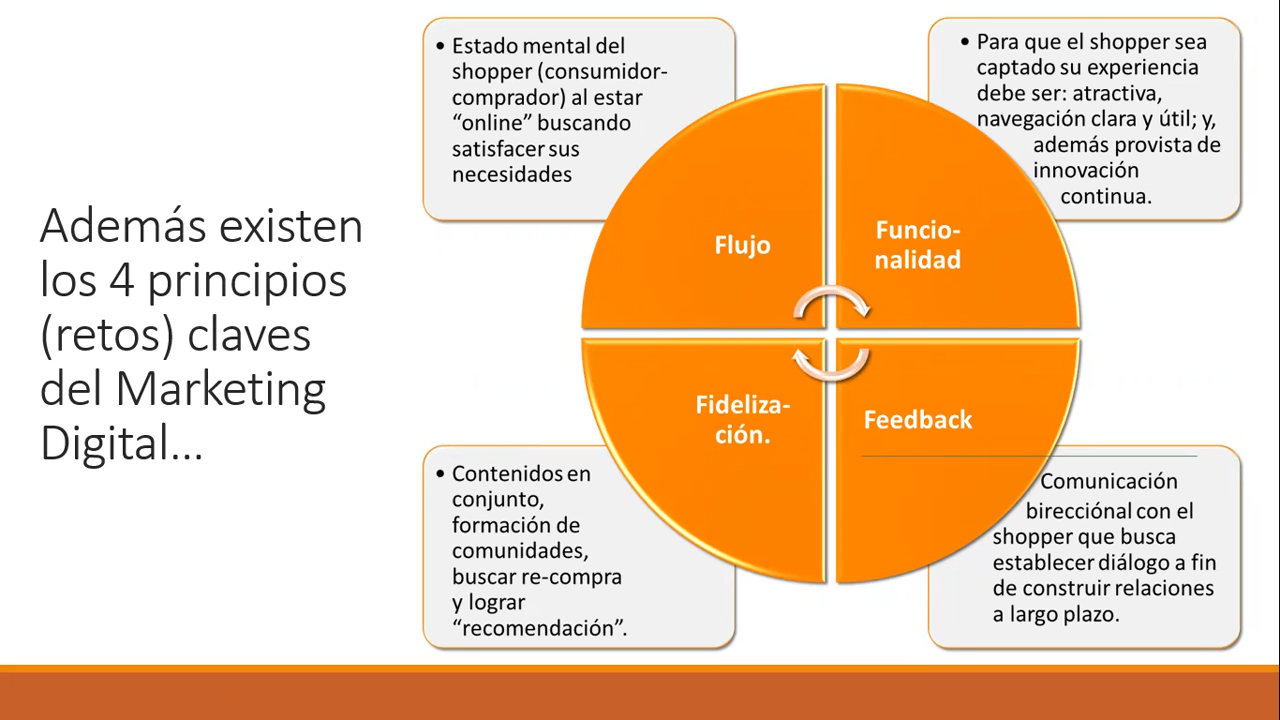 Además existen
los 4 principios
(retos) claves
del Marketing
Digital...
• Estado mental del
shopper (consumidor-
comprador) al estar
“online” buscando
satisfacer sus
necesidades
Flujo
• Para que el shopper sea
captado su experiencia
debe ser: atractiva,
navegación clara y útil; y,
además provista de
innovación
continua.
Funcio-
nalidad
Fideliza-
ción.
• Contenidos en
conjunto,
formación de
comunidades,
buscar re-compra
y lograr
“recomendación”.
Feedback
Comunicación
birecciónal con el
shopper que busca
establecer diálogo a fin
de construir relaciones
a largo plazo.